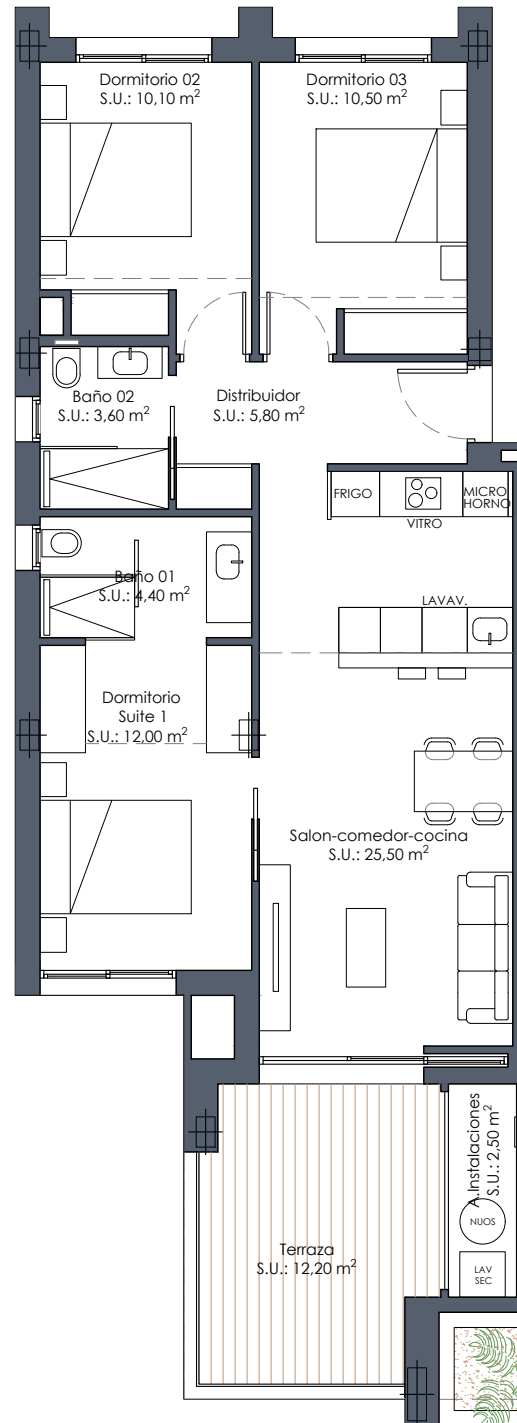 Dormitorio 02
S.U.: 10,10 m²
Dormitorio 03
S.U.: 10,50 m²
Baño 02
S.U.: 3,60 m²
Distribuidor
S.U.: 5,80 m²
FRIGO
VITRO
MICRO
HORNO
Baño 01
S.U.: 4,40 m²
LAVAV.
Dormitorio
Suite 1
S.U.: 12,00 m²
Salon-comedor-cocina
S.U.: 25,50 m²
A.Instalaciones
S.U.: 2,50 m²
NUOS
Terraza
S.U.: 12,20 m²
LAV
SEC